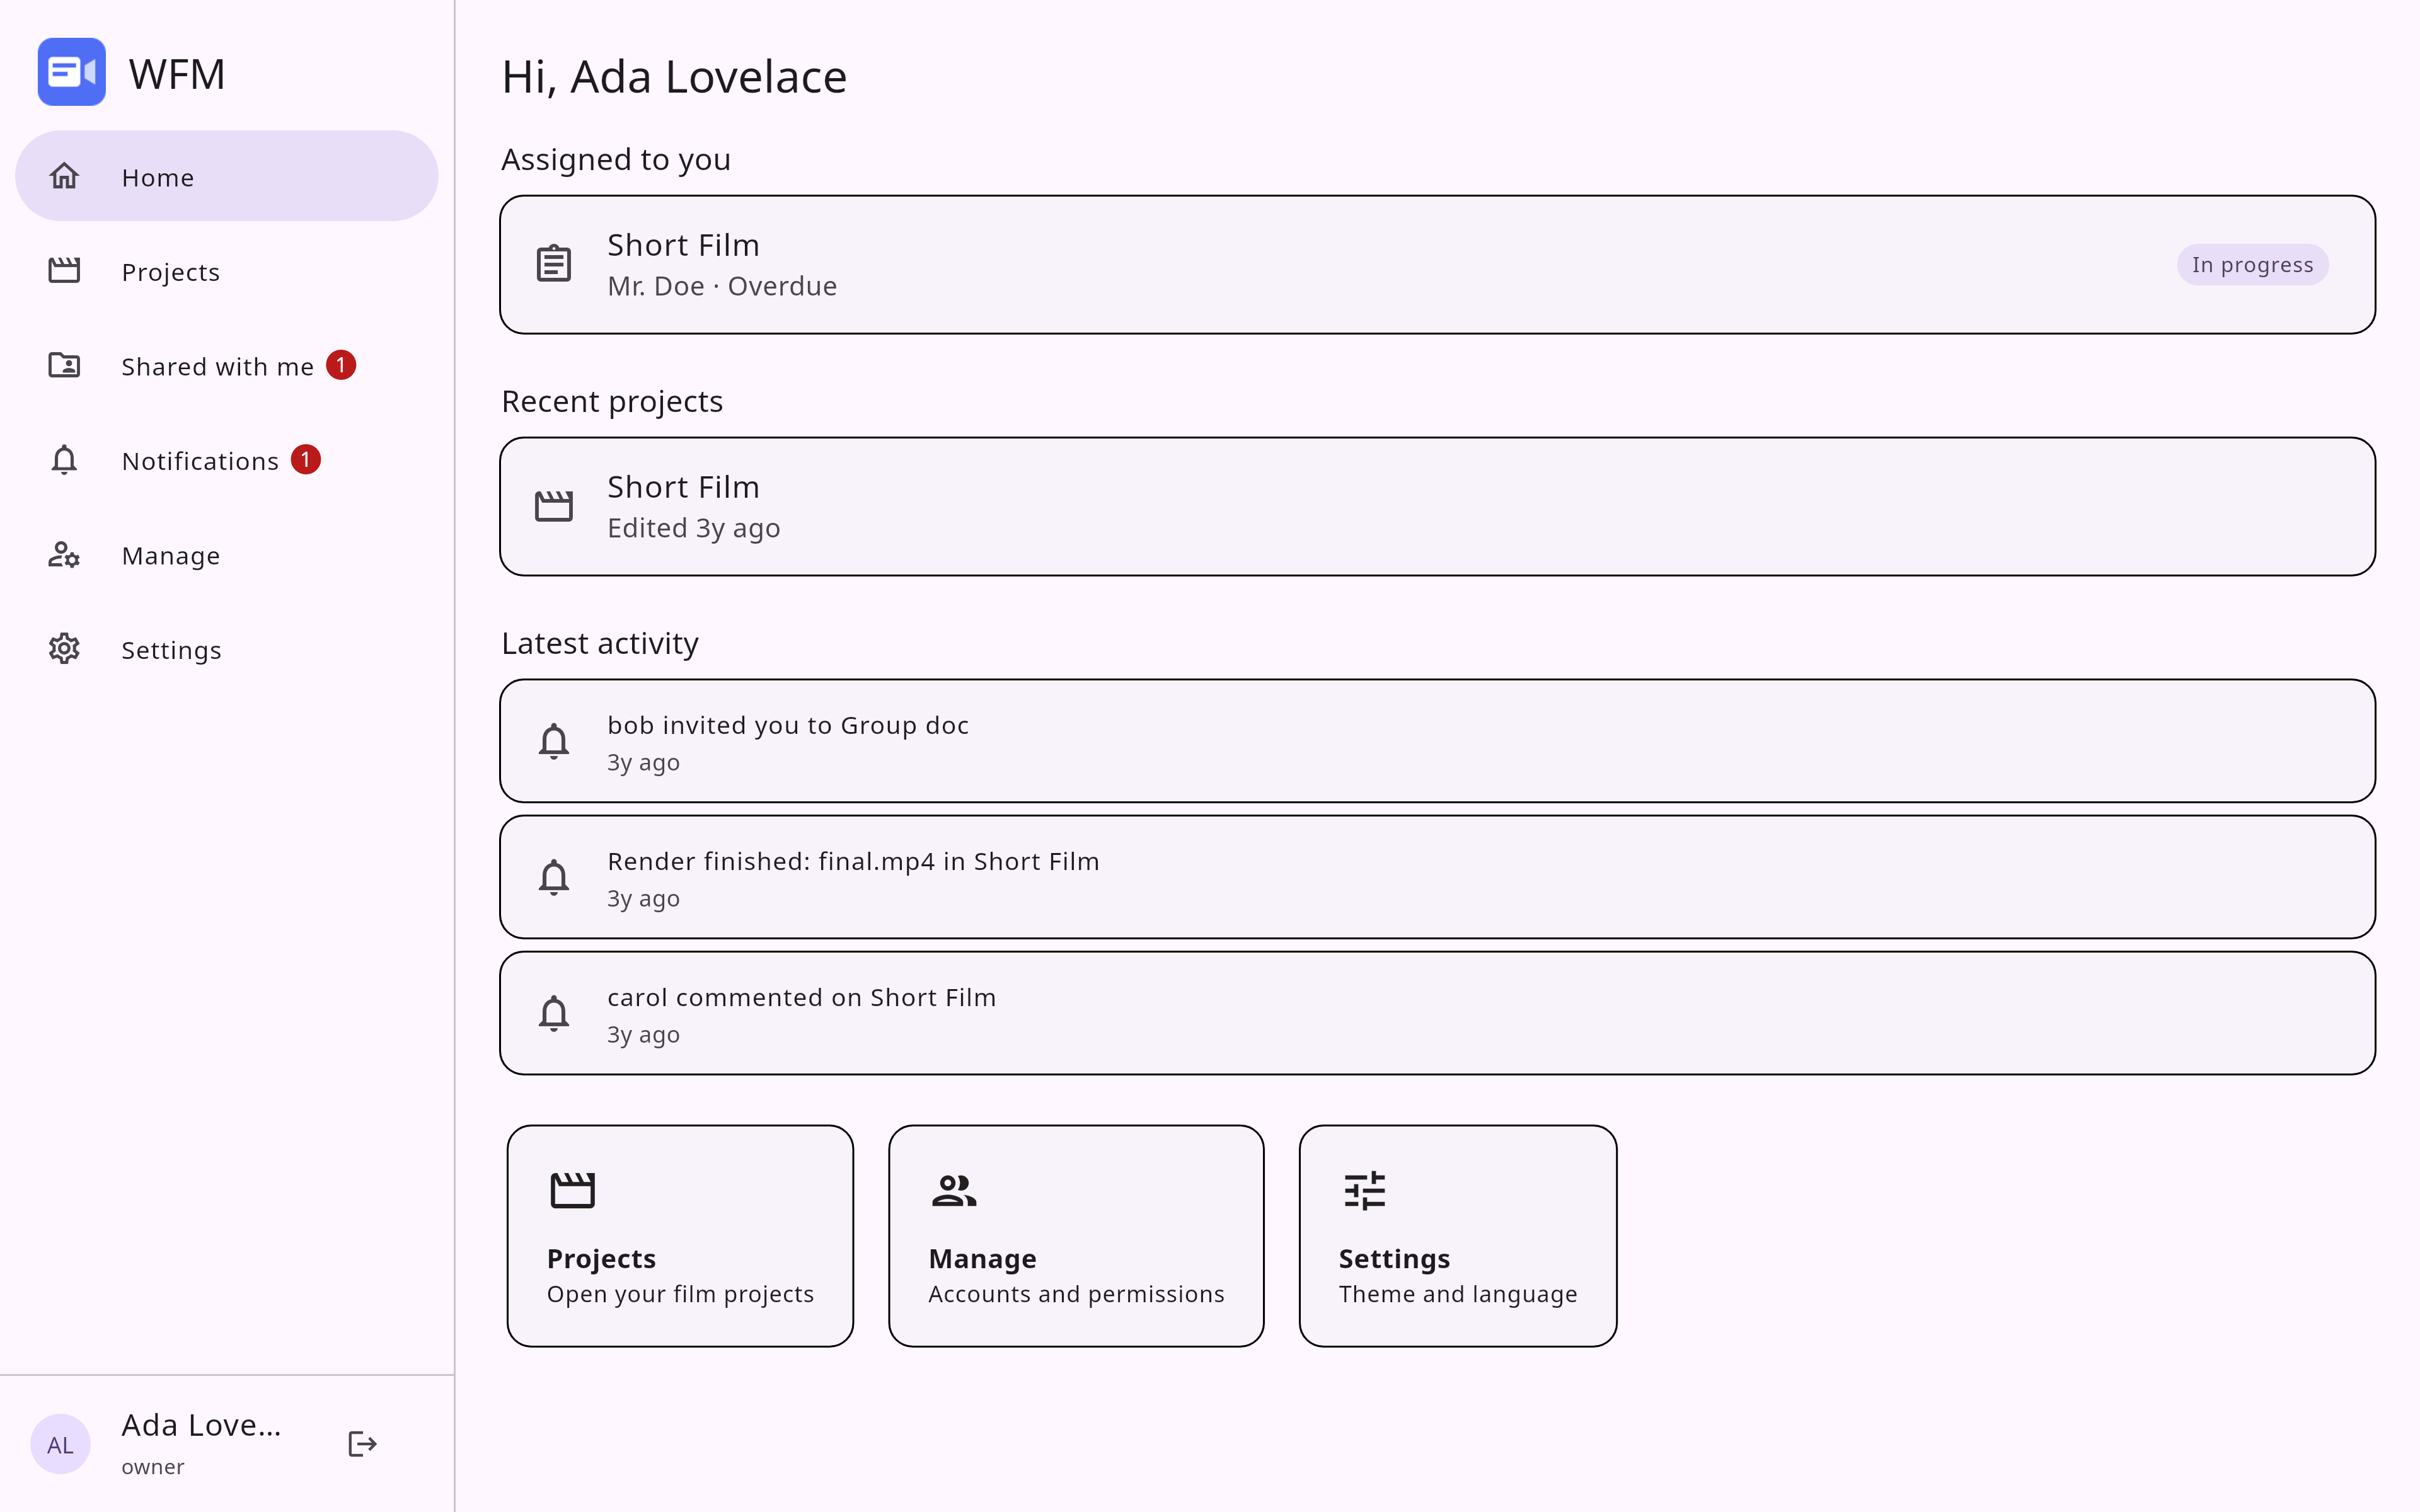 WFM
Home
Projects
Shared with me 1
Notifications 1
Manage
Settings
AL
Ada Love…
owner
Hi, Ada Lovelace
Assigned to you
Short Film
Mr. Doe · Overdue
In progress
Recent projects
Short Film
Edited 3y ago
Latest activity
bob invited you to Group doc
3y ago
Render finished: final.mp4 in Short Film
3y ago
carol commented on Short Film
3y ago
Projects
Open your film projects
Manage
Accounts and permissions
Settings
Theme and language